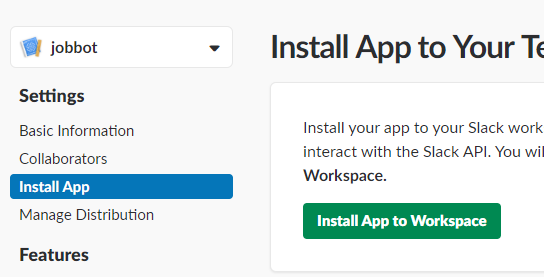 jobbot
Install App to Your Te
Settings
Basic Information
Collaborators
Install App
Manage Distribution
Features
Install your app to your Slack work
interact with the Slack API. You wil
Workspace.
Install App to Workspace